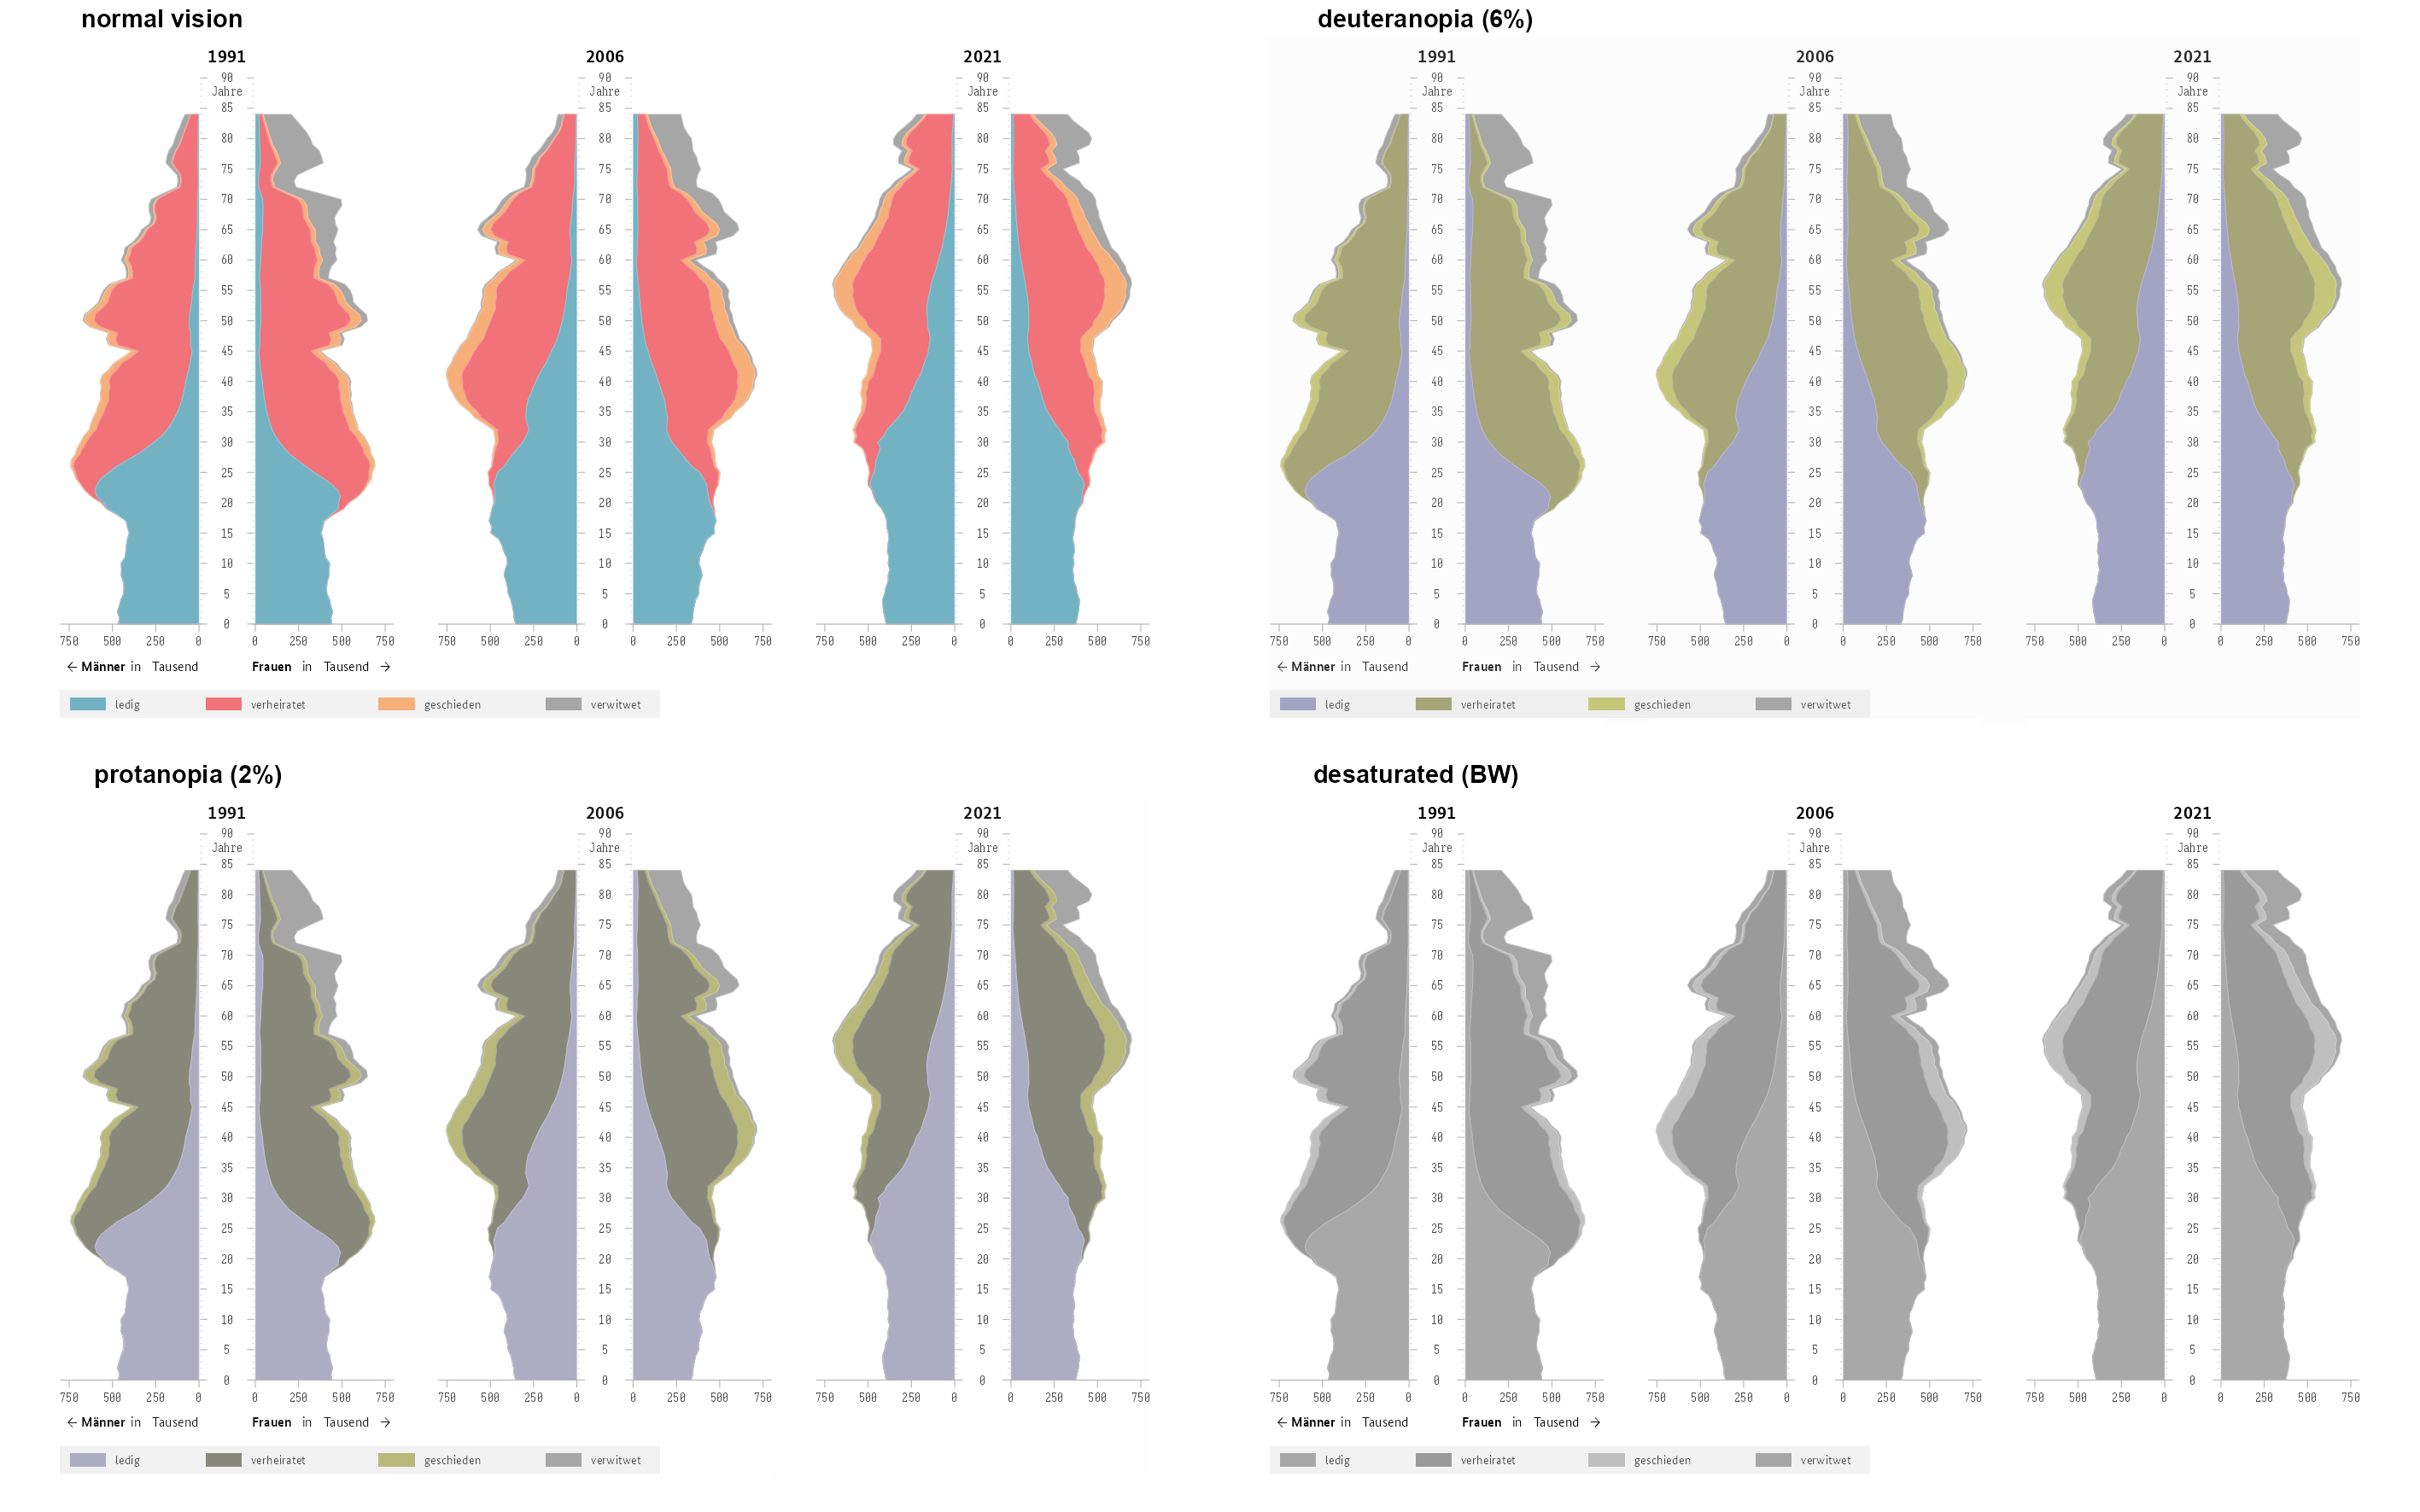 normal vision
deuteranopia (6%)
1991 2006 2021 1991 2006 2021
90 90 90 90 90 90
Jahre Jahre Jahre Jahre Jahre Jahre
85 85 85 85 85 85
80 80 80 80 80 80
75 75 75 75 75 75
70 70 70 70 70 70
65 65 65 65 65 65
60 60 60 60 60 60
55 55 55 55 55 55
50 50 50 50 50 50
45 45 45 45 45 45
40 40 40 40 40 40
35 35 35 35 35 35
30 30 30 30 30 30
25 25 25 25 25 25
20 20 20 20 20 20
15 15 15 15 15 15
10 10 10 10 10 10
5 5 5 5 5 5
0 0 0 0 0 0
750 500 250 0 0 250 500 750 750 500 250 0 0 250 500 750 750 500 250 0 0 250 500 750 750 500 250 0 0 250 500 750 750 500 250 0 0 250 500 750 750 500 250 0 0 250 500 750
← Männer in Tausend Frauen in Tausend → ← Männer in Tausend Frauen in Tausend →
ledig verheiratet geschieden verwitwet ledig verheiratet geschieden verwitwet
protanopia (2%)
desaturated (BW)
1991 2006 2021 1991 2006 2021
90 90 90 90 90 90
Jahre Jahre Jahre Jahre Jahre Jahre
85 85 85 85 85 85
80 80 80 80 80 80
75 75 75 75 75 75
70 70 70 70 70 70
65 65 65 65 65 65
60 60 60 60 60 60
55 55 55 55 55 55
50 50 50 50 50 50
45 45 45 45 45 45
40 40 40 40 40 40
35 35 35 35 35 35
30 30 30 30 30 30
25 25 25 25 25 25
20 20 20 20 20 20
15 15 15 15 15 15
10 10 10 10 10 10
5 5 5 5 5 5
0 0 0 0 0 0
750 500 250 0 0 250 500 750 750 500 250 0 0 250 500 750 750 500 250 0 0 250 500 750 750 500 250 0 0 250 500 750 750 500 250 0 0 250 500 750 750 500 250 0 0 250 500 750
← Männer in Tausend Frauen in Tausend → ← Männer in Tausend Frauen in Tausend →
ledig verheiratet geschieden verwitwet ledig verheiratet geschieden verwitwet